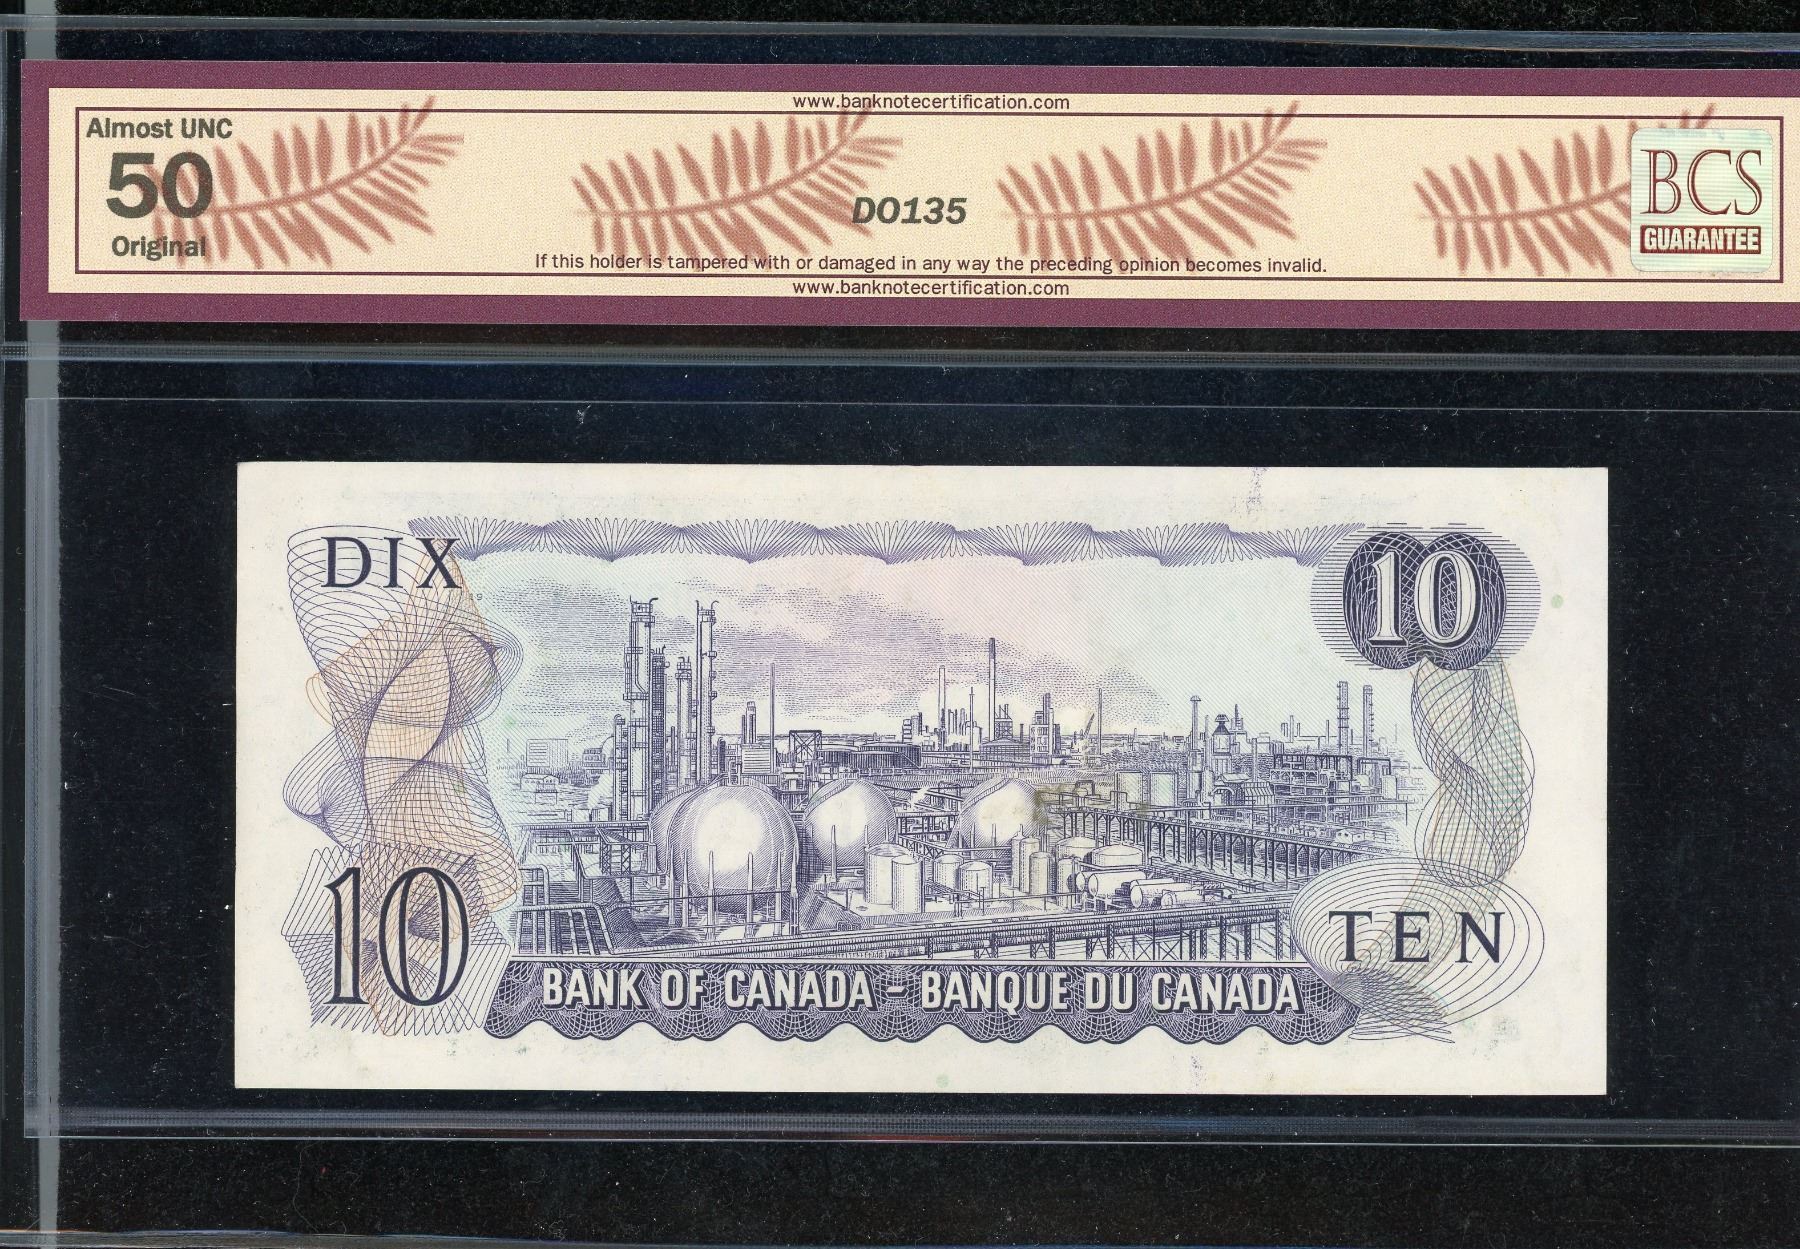 www.banknotecertification.com
Almost UNC
50
Original
DO135
BCS
GUARANTEE
If this holder is tampered with or damaged in any way the preceding opinion becomes invalid.
www.banknotecertification.com
DIX
10
10
TEN
BANK OF CANADA - BANQUE DU CANADA